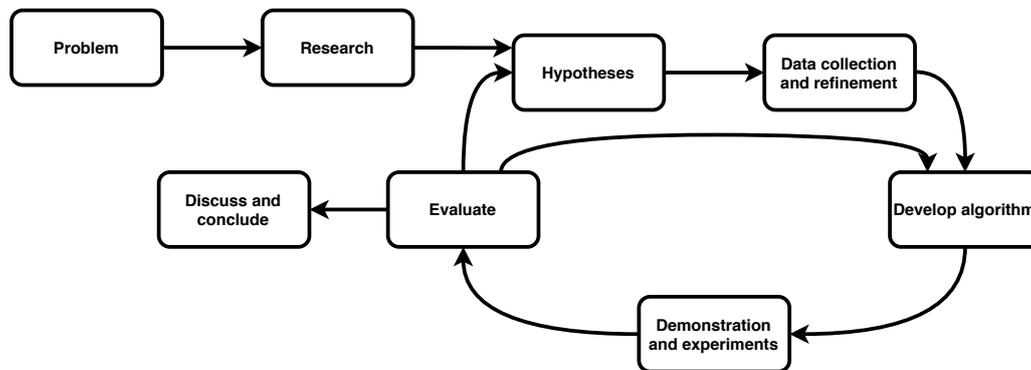 Problem
Research
Hypotheses
Data collection
and refinement
Discuss and
conclude
Evaluate
Develop algorithm
Demonstration
and experiments